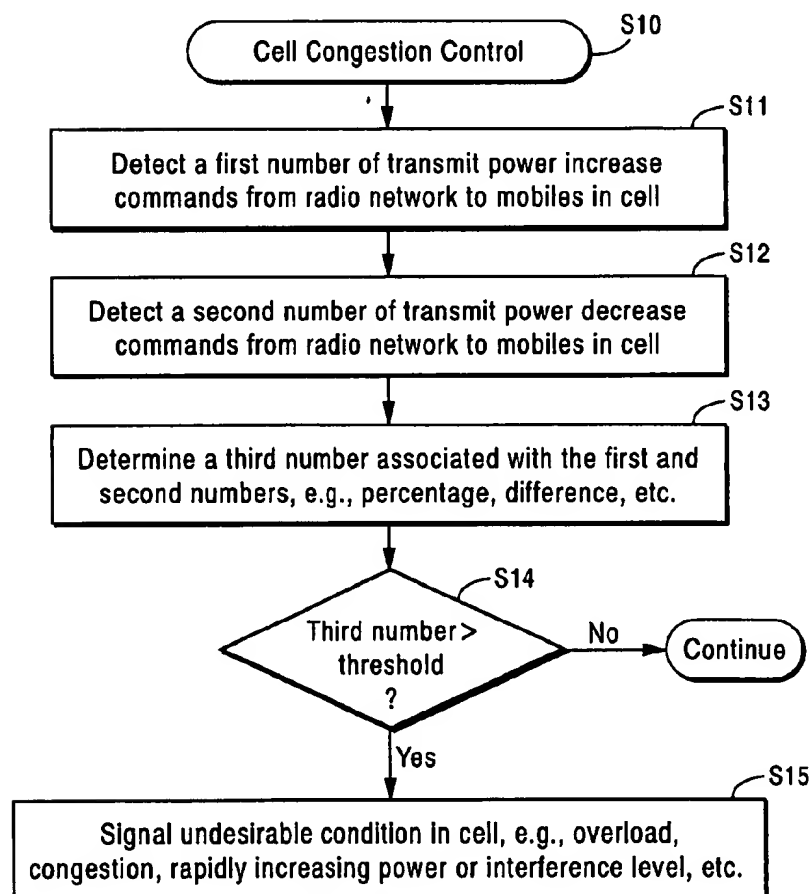 Cell Congestion Control
S10
S11
Detect a first number of transmit power increase
commands from radio network to mobiles in cell
S12
Detect a second number of transmit power decrease
commands from radio network to mobiles in cell
S13
Determine a third number associated with the first and
second numbers, e.g., percentage, difference, etc.
S14
Third number >
threshold
?
No
Continue
Yes
S15
Signal undesirable condition in cell, e.g., overload,
congestion, rapidly increasing power or interference level, etc.